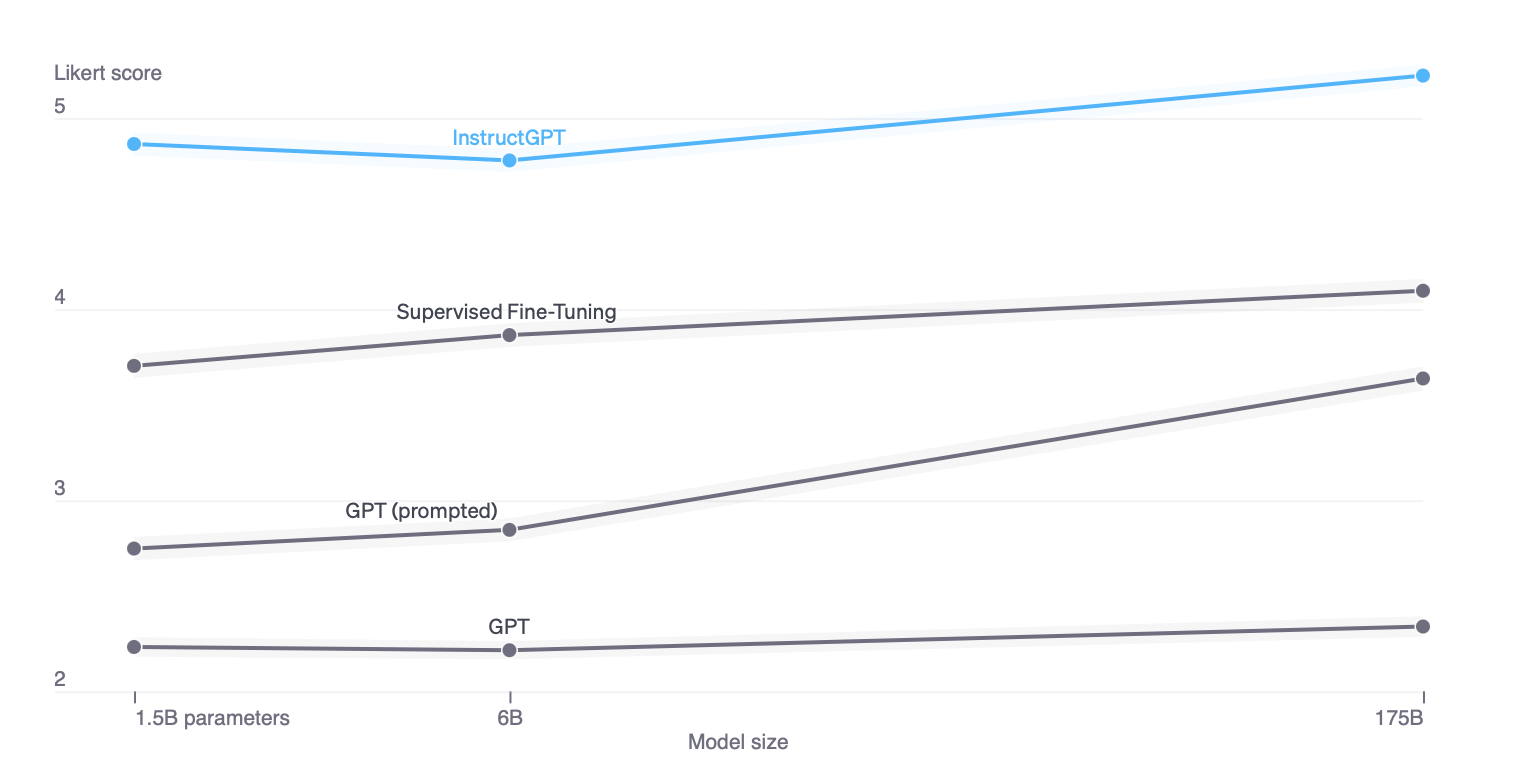 Likert score
5
InstructGPT
4
Supervised Fine-Tuning
3
GPT (prompted)
GPT
2
1.5B parameters
6B
175B
Model size